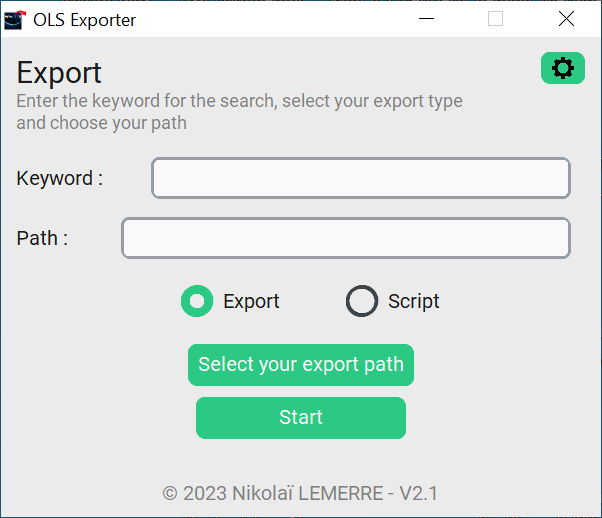 OLS Exporter
Export
Enter the keyword for the search, select your export type
and choose your path
Keyword :
Path :
Export
Script
Select your export path
Start
© 2023 Nikolaï LEMERRE - V2.1